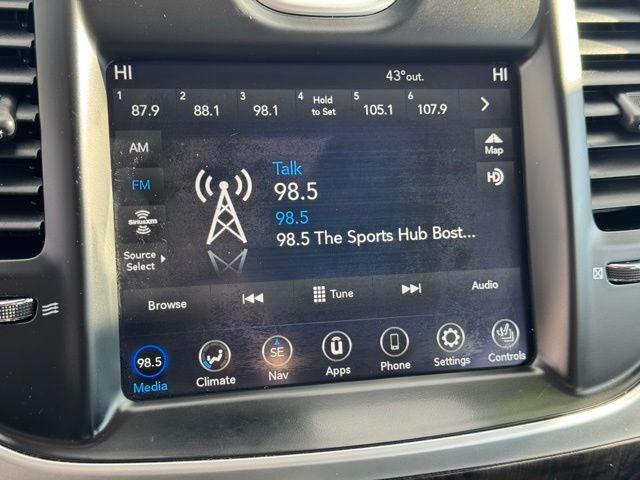 HI 43° out. HI
1 87.9 2 88.1 3 98.1 4 Hold to Set 5 105.1 6 107.9
AM
Map
FM
Talk
HD
98.5
SiriusXM
98.5
98.5 The Sports Hub Bost...
Source
Select
Browse Tune Audio
98.5 SE
Media Climate Nav Apps Phone Settings Controls